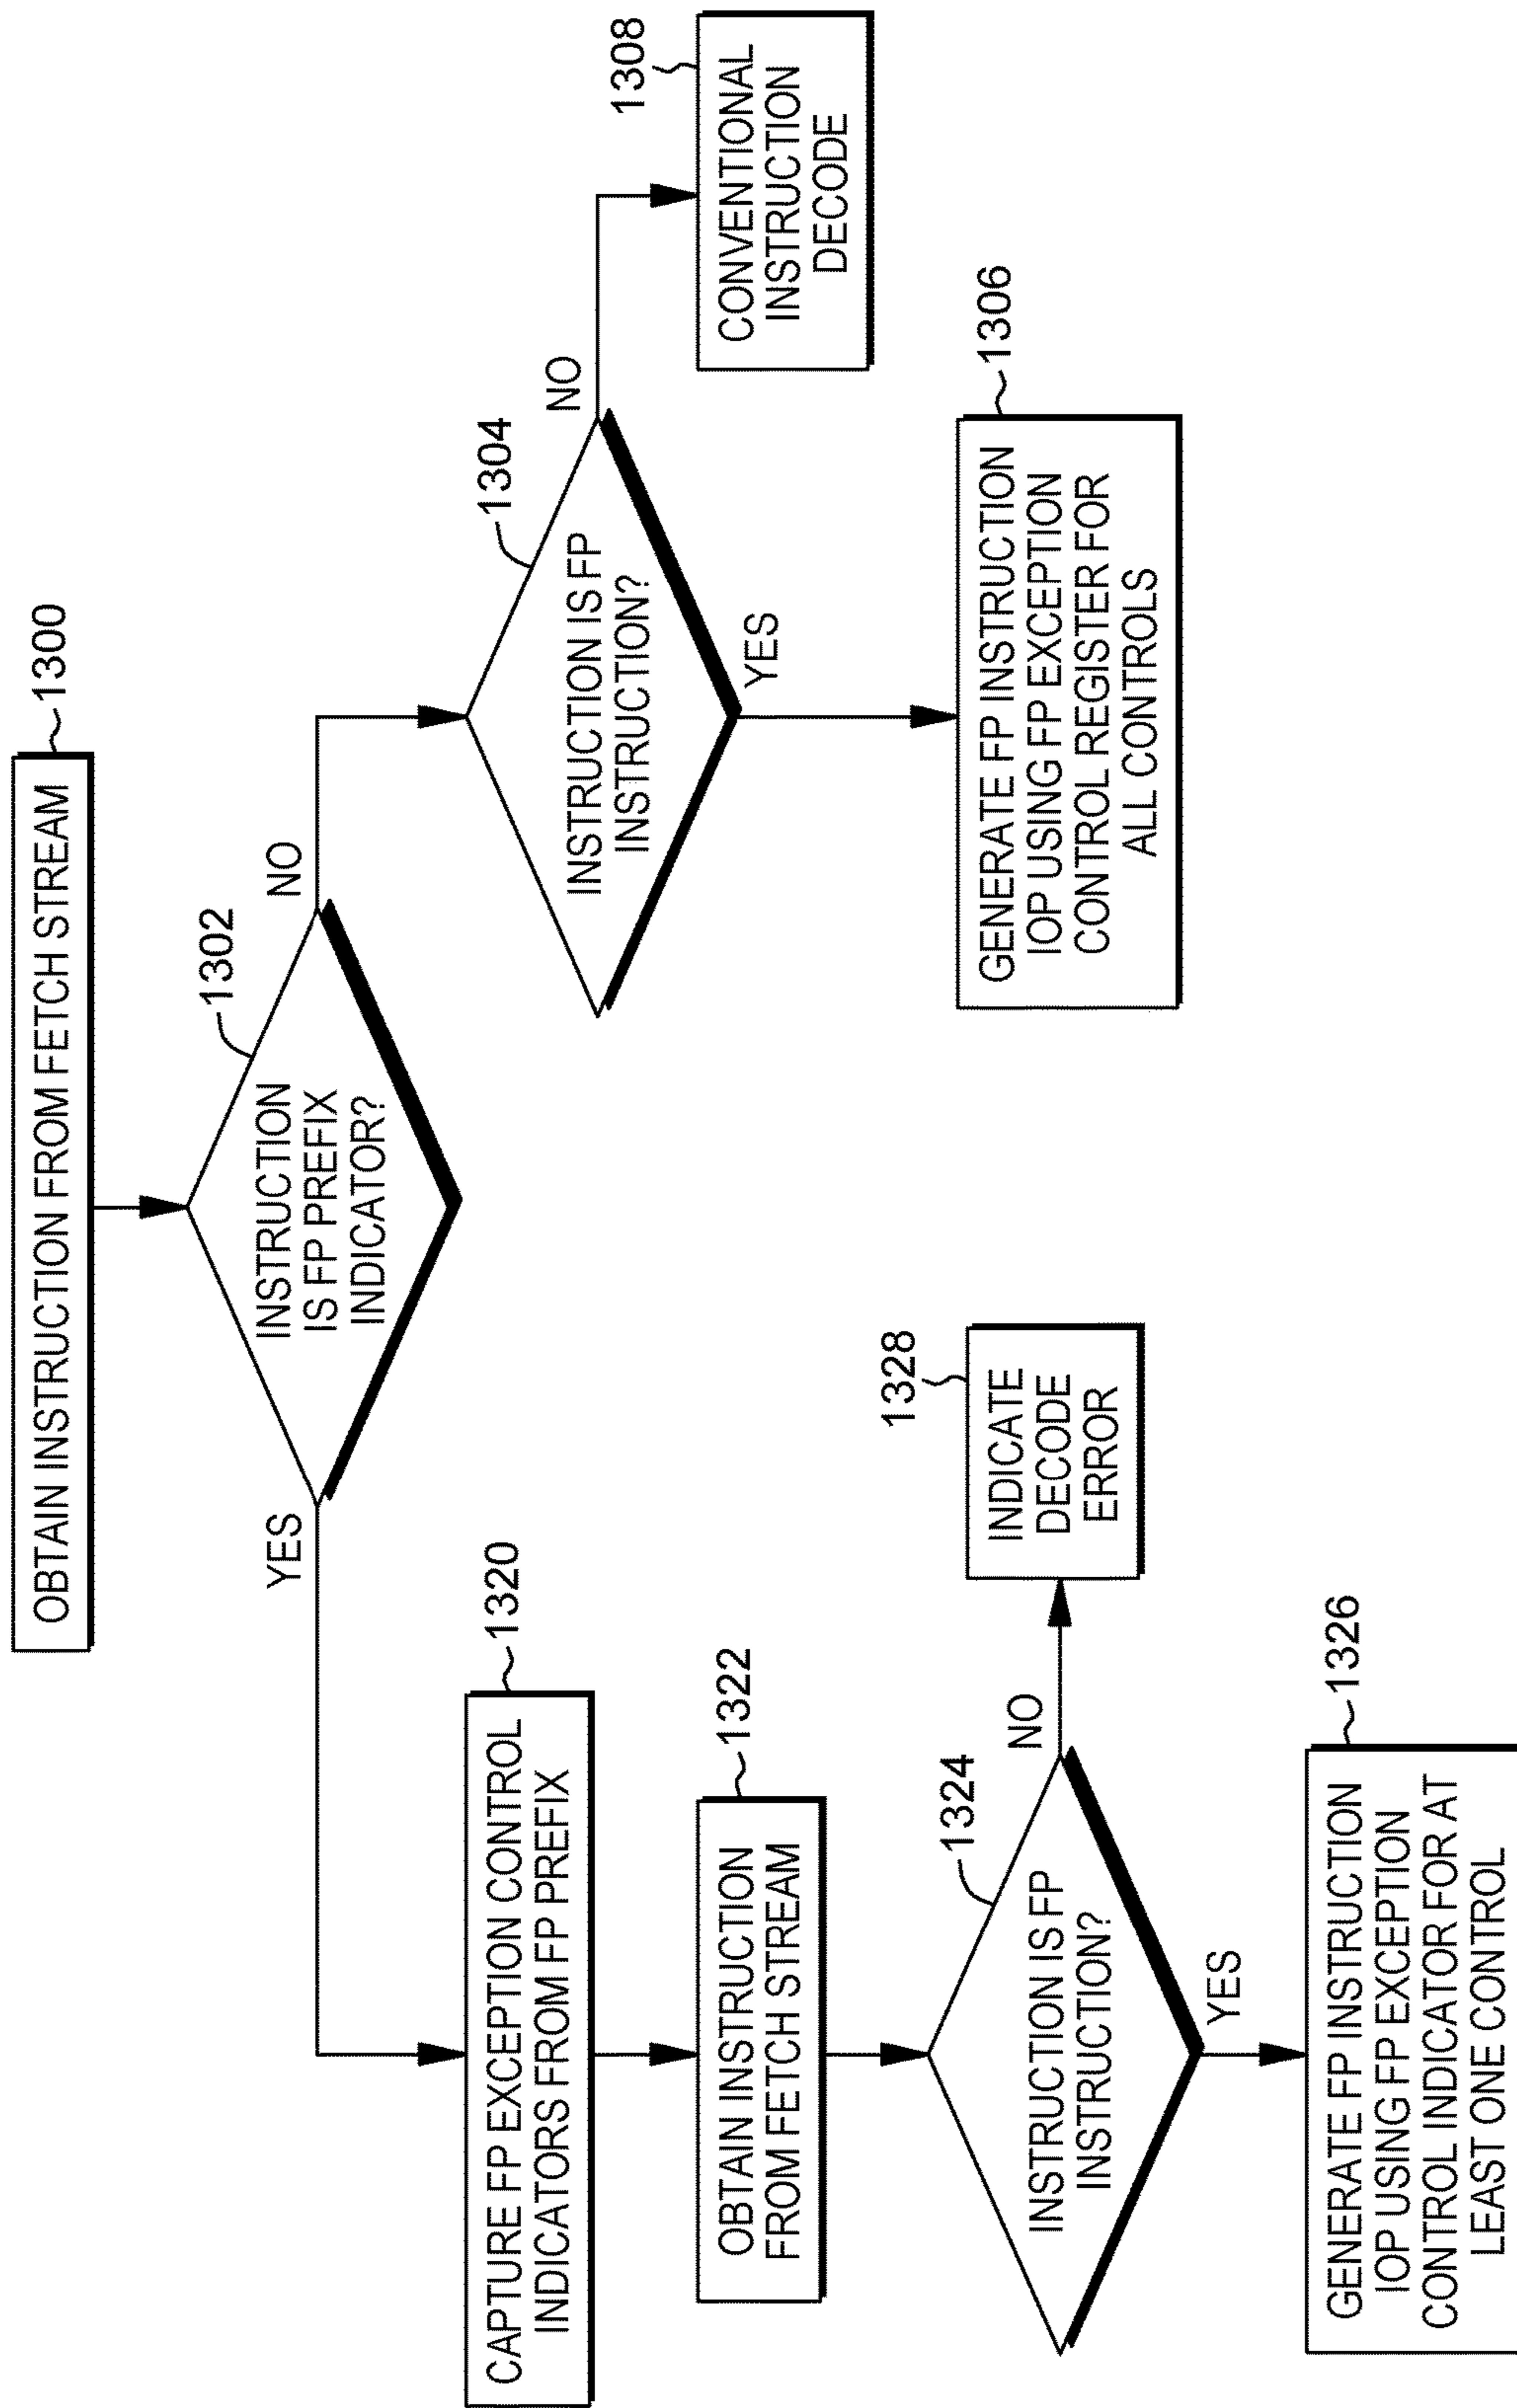 OBTAIN INSTRUCTION FROM FETCH STREAM
1300
INSTRUCTION
IS FP PREFIX
INDICATOR?
1302
YES
NO
CAPTURE FP EXCEPTION CONTROL
INDICATORS FROM FP PREFIX
1320
OBTAIN INSTRUCTION
FROM FETCH STREAM
1322
INSTRUCTION IS FP
INSTRUCTION?
1324
NO
INDICATE
DECODE
ERROR
1328
YES
GENERATE FP INSTRUCTION
IOP USING FP EXCEPTION
CONTROL INDICATOR FOR AT
LEAST ONE CONTROL
1326
INSTRUCTION IS FP
INSTRUCTION?
1304
NO
CONVENTIONAL
INSTRUCTION
DECODE
1308
YES
GENERATE FP INSTRUCTION
IOP USING FP EXCEPTION
CONTROL REGISTER FOR
ALL CONTROLS
1306